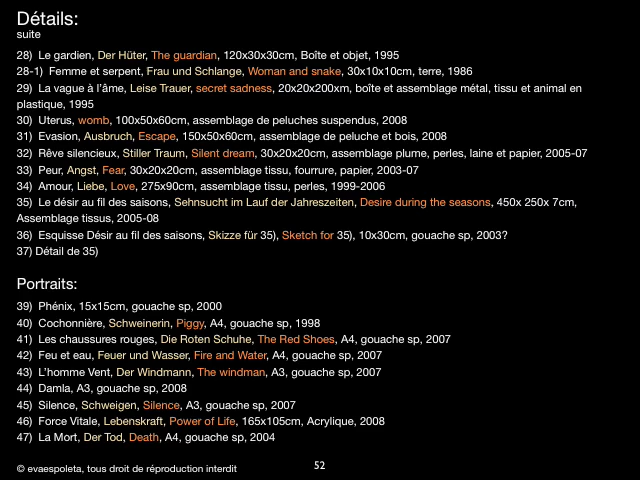 Détails:
suite
28)  Le gardien, Der Hüter, The guardian, 120x30x30cm, Boîte et objet, 1995
28-1)  Femme et serpent, Frau und Schlange, Woman and snake, 30x10x10cm, terre, 1986
29)  La vague à l'âme, Leise Trauer, secret sadness, 20x20x200xm, boîte et assemblage métal, tissu et animal en
plastique, 1995
30)  Uterus, womb, 100x50x60cm, assemblage de peluches suspendus, 2008
31)  Evasion, Ausbruch, Escape, 150x50x60cm, assemblage de peluche et bois, 2008
32)  Rêve silencieux, Stiller Traum, Silent dream, 30x20x20cm, assemblage plume, perles, laine et papier, 2005-07
33)  Peur, Angst, Fear, 30x20x20cm, assemblage tissu, fourrure, papier, 2003-07
34)  Amour, Liebe, Love, 275x90cm, assemblage tissu, perles, 1999-2006
35)  Le désir au fil des saisons, Sehnsucht im Lauf der Jahreszeiten, Desire during the seasons, 450x 250x 7cm,
Assemblage tissus, 2005-08
36)  Esquisse Désir au fil des saisons, Skizze für 35), Sketch for 35), 10x30cm, gouache sp, 2003?
37) Détail de 35)
Portraits:
39)  Phénix, 15x15cm, gouache sp, 2000
40)  Cochonnière, Schweinerin, Piggy, A4, gouache sp, 1998
41)  Les chaussures rouges, Die Roten Schuhe, The Red Shoes, A4, gouache sp, 2007
42)  Feu et eau, Feuer und Wasser, Fire and Water, A4, gouache sp, 2007
43)  L'homme Vent, Der Windmann, The windman, A3, gouache sp, 2007
44)  Damla, A3, gouache sp, 2008
45)  Silence, Schweigen, Silence, A3, gouache sp, 2007
46)  Force Vitale, Lebenskraft, Power of Life, 165x105cm, Acrylique, 2008
47)  La Mort, Der Tod, Death, A4, gouache sp, 2004
© evaespoleta, tous droit de réproduction interdit
52